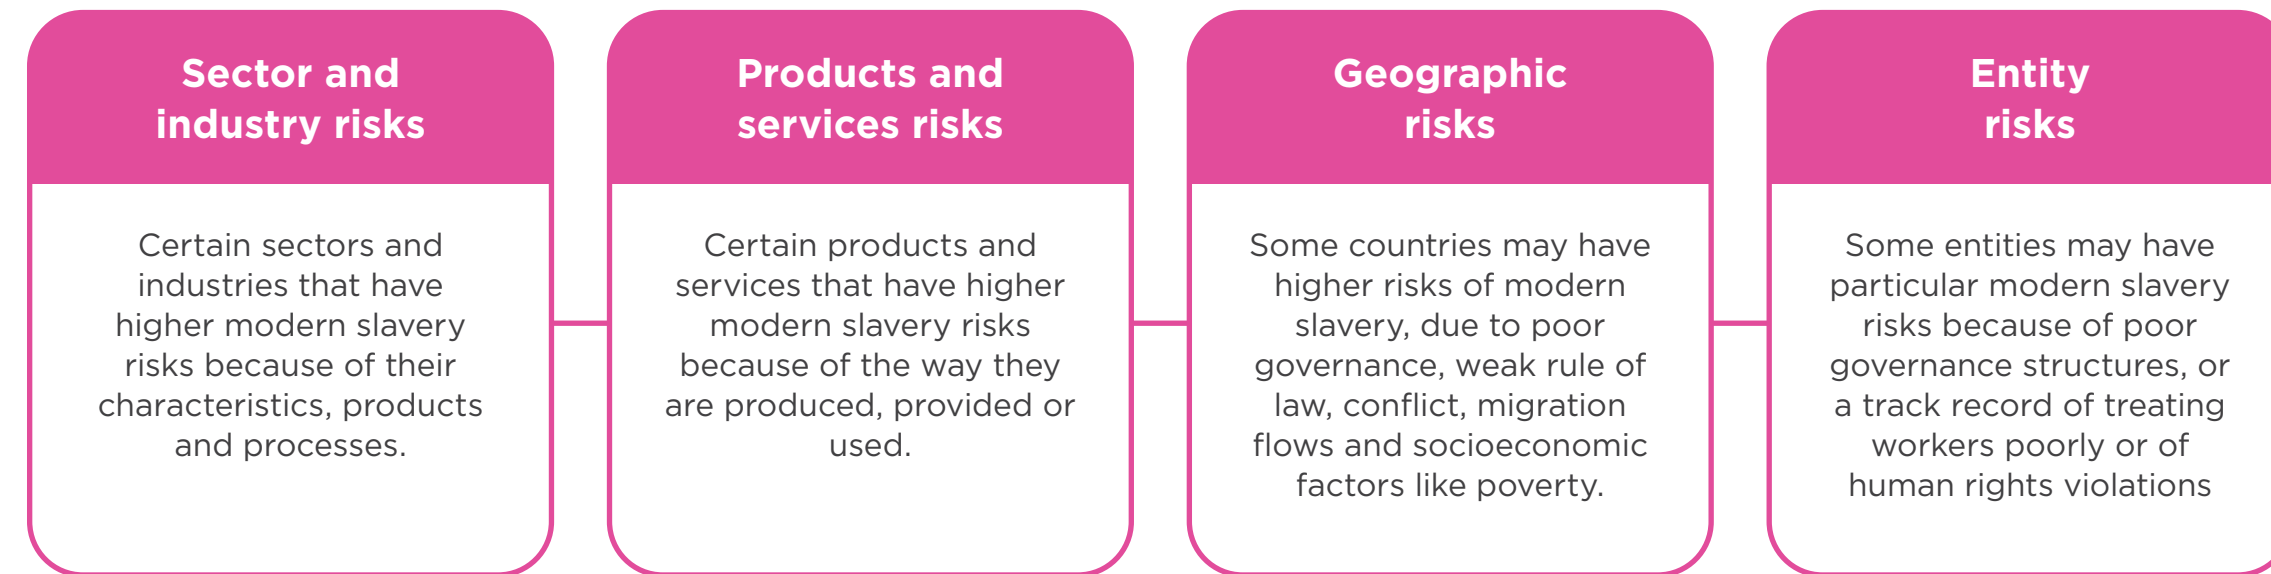 Sector and
industry risks
Certain sectors and
industries that have
higher modern slavery
risks because of their
characteristics, products
and processes.
Products and
services risks
Certain products and
services that have higher
modern slavery risks
because of the way they
are produced, provided or
used.
Geographic
risks
Some countries may have
higher risks of modern
slavery, due to poor
governance, weak rule of
law, conflict, migration
flows and socioeconomic
factors like poverty.
Entity
risks
Some entities may have
particular modern slavery
risks because of poor
governance structures, or
a track record of treating
workers poorly or of
human rights violations